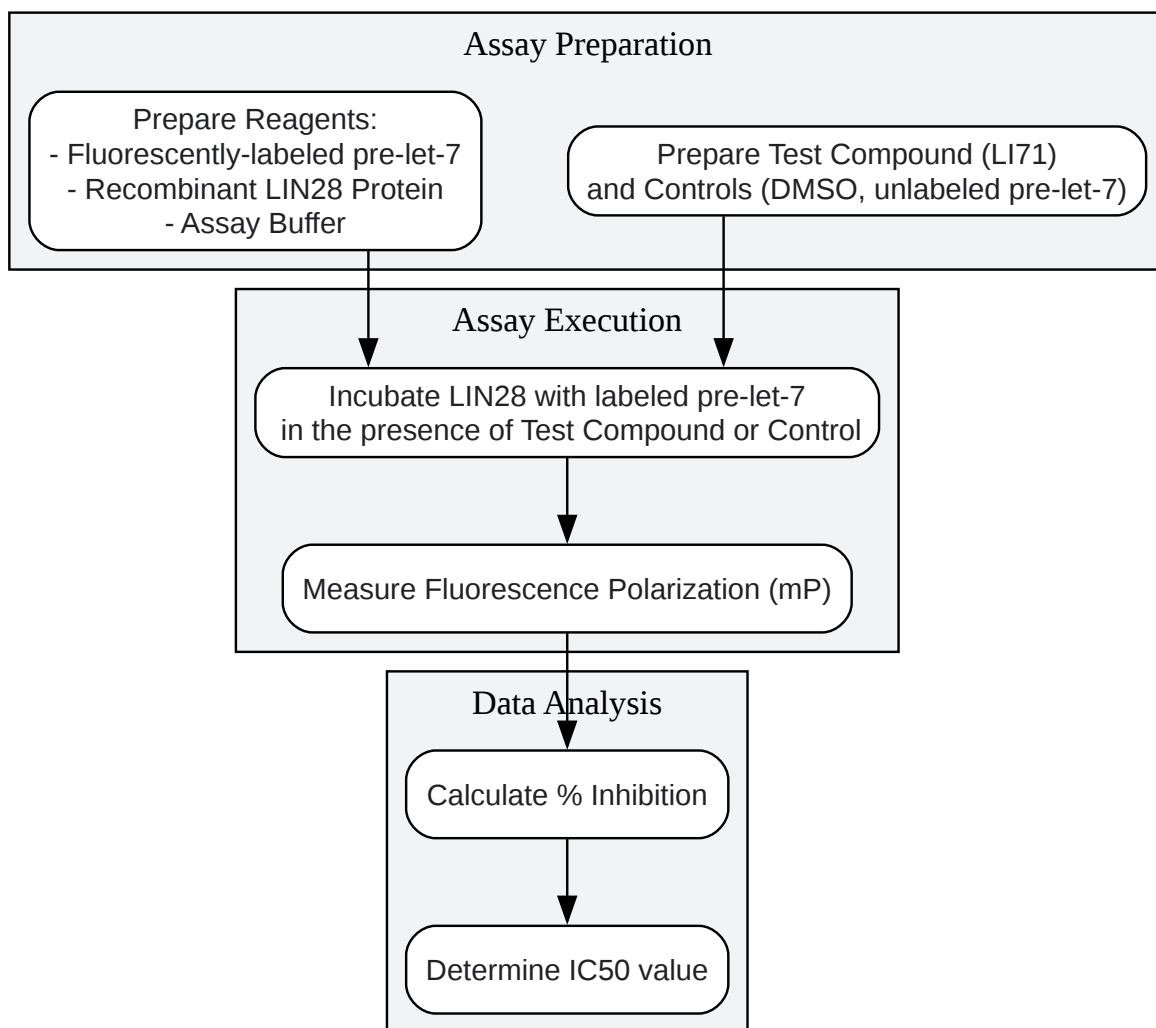 Assay Preparation
Prepare Reagents:
- Fluorescently-labeled pre-let-7
- Recombinant LIN28 Protein
- Assay Buffer
Prepare Test Compound (LI71)
and Controls (DMSO, unlabeled pre-let-7)
Assay Execution
Incubate LIN28 with labeled pre-let-7
in the presence of Test Compound or Control
Measure Fluorescence Polarization (mP)
Data Analysis
Calculate % Inhibition
Determine IC50 value